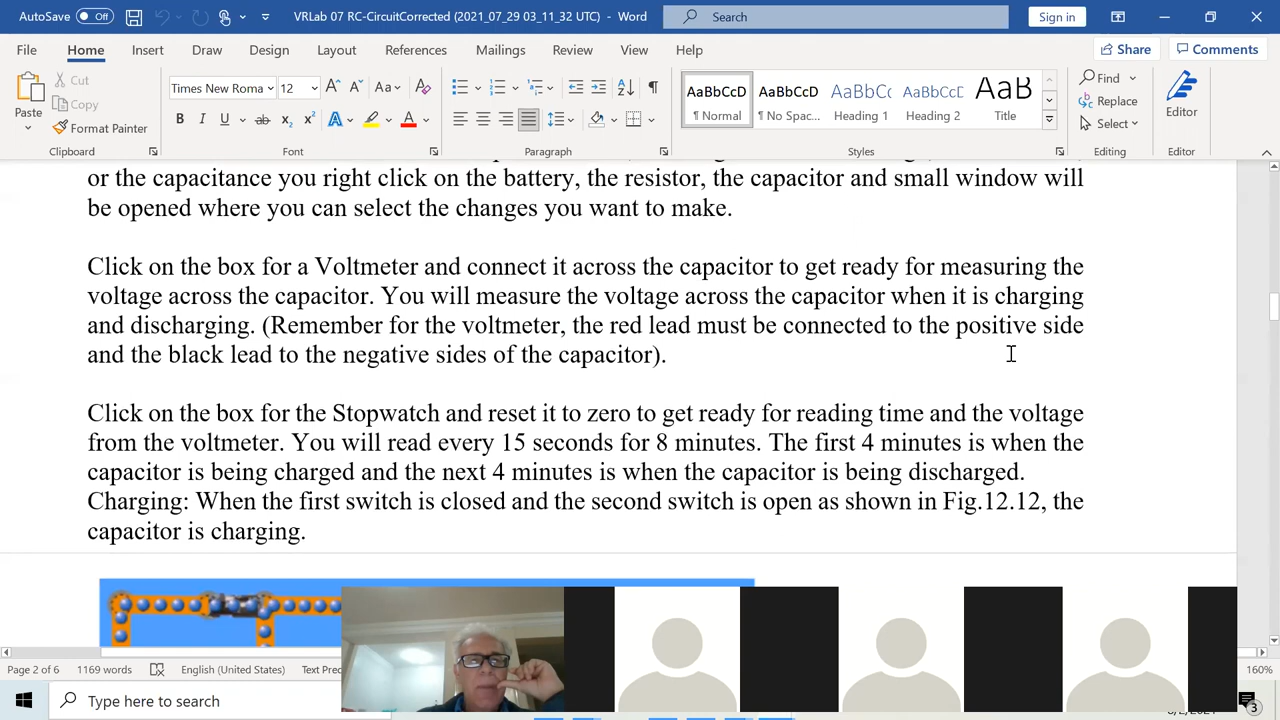 AutoSave Off VRLab 07 RC-CircuitCorrected (2021_07_29 03_11_32 UTC) - Word Search Sign in
File Home Insert Draw Design Layout References Mailings Review View Help Share Comments
Paste Cut Copy Format Painter
Times New Roma 12
AaBbCcD AaBbCcD AaBbCc AaBbCcD AaB
¶ Normal ¶ No Spac... Heading 1 Heading 2 Title
Find Replace Select Editor
Clipboard Font Paragraph Styles Editing Editor
or the capacitance you right click on the battery, the resistor, the capacitor and small window will
be opened where you can select the changes you want to make.
Click on the box for a Voltmeter and connect it across the capacitor to get ready for measuring the
voltage across the capacitor. You will measure the voltage across the capacitor when it is charging
and discharging. (Remember for the voltmeter, the red lead must be connected to the positive side
and the black lead to the negative sides of the capacitor).
Click on the box for the Stopwatch and reset it to zero to get ready for reading time and the voltage
from the voltmeter. You will read every 15 seconds for 8 minutes. The first 4 minutes is when the
capacitor is being charged and the next 4 minutes is when the capacitor is being discharged.
Charging: When the first switch is closed and the second switch is open as shown in Fig.12.12, the
capacitor is charging.
Page 2 of 6 1169 words English (United States) Text Pred 160%
Type here to search 3